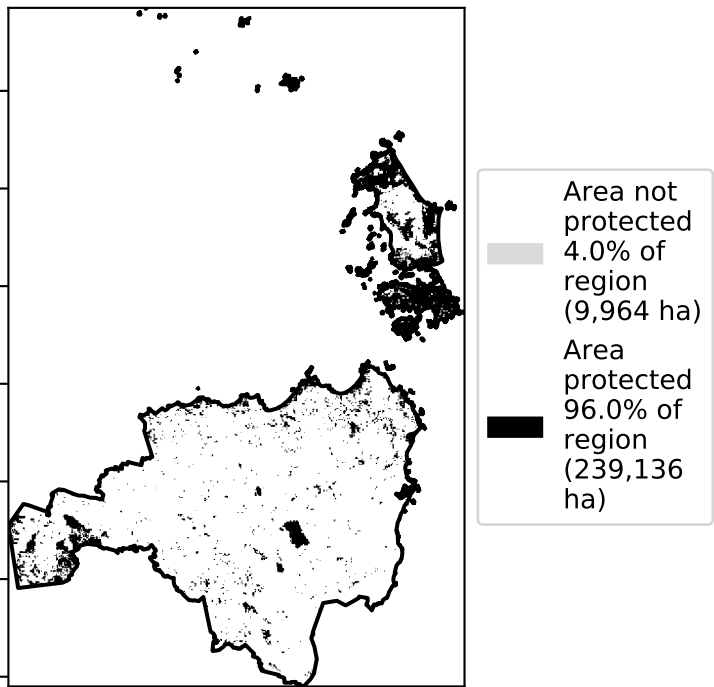 Area not
protected
4.0% of
region
(9,964 ha)
Area
protected
96.0% of
region
(239,136
ha)